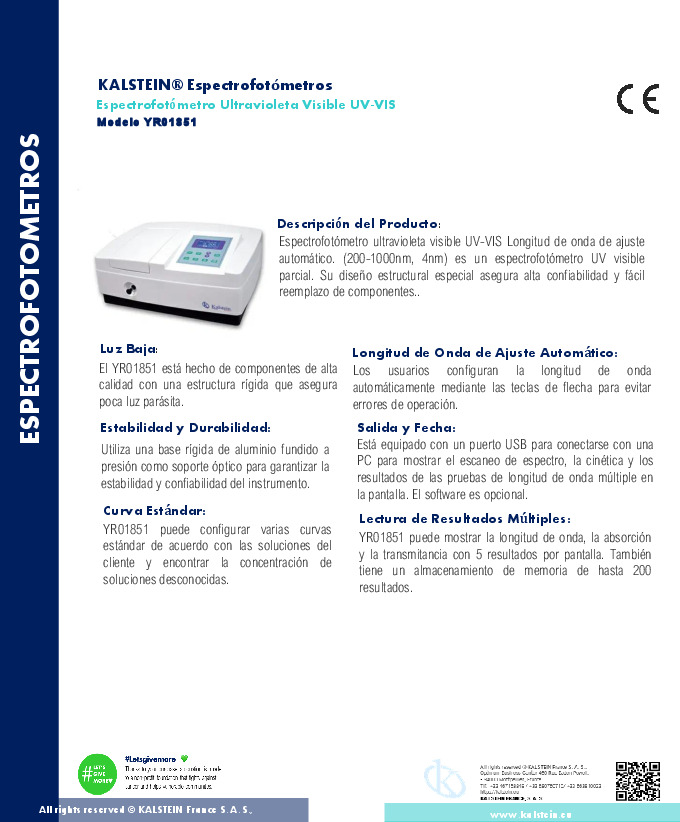 ESPECTROFOTOMETROS
KALSTEIN® Espectrofotómetros
Espectrofotómetro Ultravioleta Visible UV-VIS
Modelo YR01851
CE
Descripción del Producto:
Espectrofotómetro ultravioleta visible UV-VIS Longitud de onda de ajuste
automático. (200-1000nm, 4nm) es un espectrofotómetro UV visible
parcial. Su diseño estructural especial asegura alta confiabilidad y fácil
reemplazo de componentes..
Luz Baja:
El YR01851 está hecho de componentes de alta
calidad con una estructura rígida que asegura
poca luz parásita.
Estabilidad y Durabilidad:
Utiliza una base rígida de aluminio fundido a
presión como soporte óptico para garantizar la
estabilidad y confiabilidad del instrumento.
Curva Estándar:
YR01851 puede configurar varias curvas
estándar de acuerdo con las soluciones del
cliente y encontrar la concentración de
soluciones desconocidas.
Longitud de Onda de Ajuste Automático:
Los usuarios configuran la longitud de onda
automáticamente mediante las teclas de flecha para evitar
errores de operación.
Salida y Fecha:
Está equipado con un puerto USB para conectarse con una
PC para mostrar el escaneo de espectro, la cinética y los
resultados de las pruebas de longitud de onda múltiple en
la pantalla. El software es opcional.
Lectura de Resultados Múltiples:
YR01851 puede mostrar la longitud de onda, la absorción
y la transmitancia con 5 resultados por pantalla. También
tiene un almacenamiento de memoria de hasta 200
resultados.
# LET'S
GIVE
MORE
#Letsgivemore
All rights reserved © KALSTEIN France S. A. S.,
KALSTEIN FRANCE, S. A. S
All rights reserved © KALSTEIN France S. A. S.,